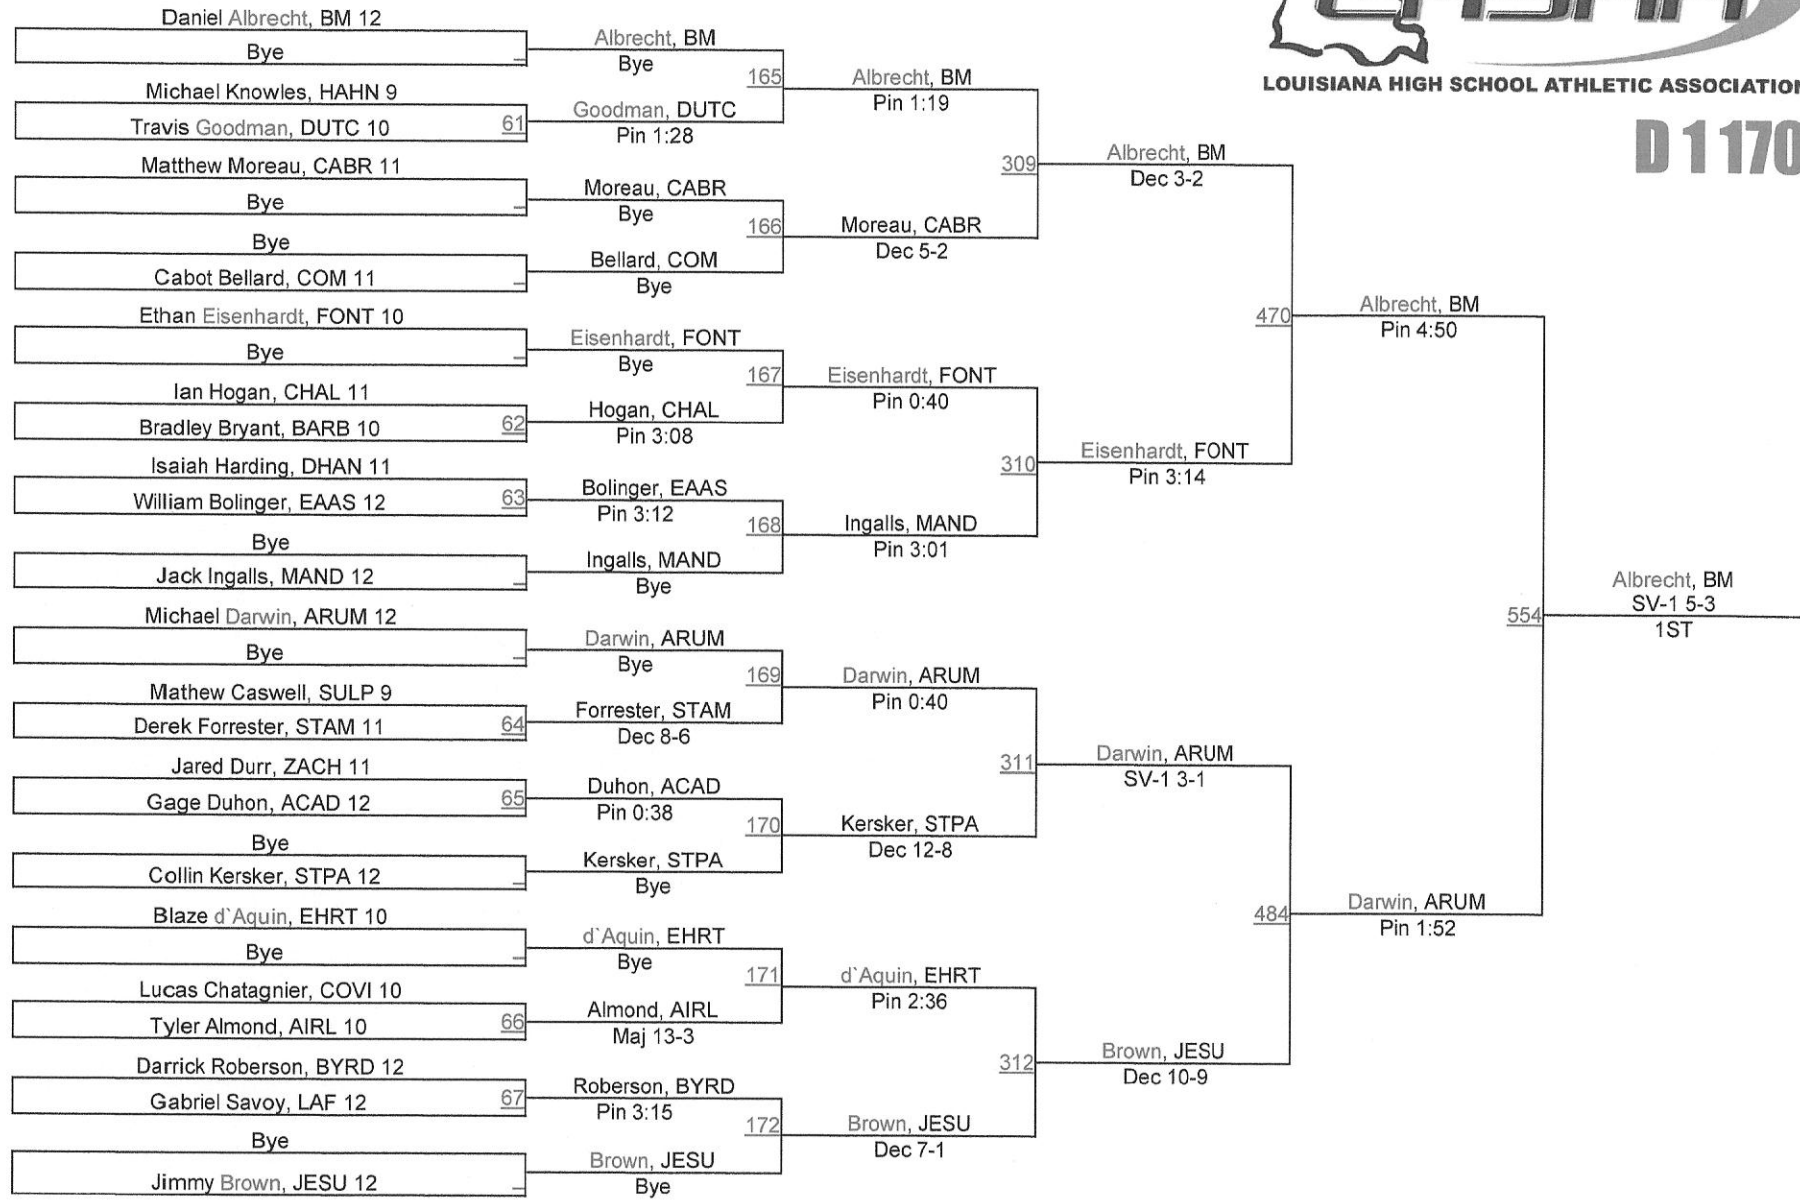 LHSAA
LOUISIANA HIGH SCHOOL ATHLETIC ASSOCIATION
D 1 170
Daniel Albrecht, BM 12
Bye
Michael Knowles, HAHN 9
Travis Goodman, DUTC 10
61
Matthew Moreau, CABR 11
Bye
Bye
Cabot Bellard, COM 11
Ethan Eisenhardt, FONT 10
Bye
Ian Hogan, CHAL 11
Bradley Bryant, BARB 10
62
Isaiah Harding, DHAN 11
William Bolinger, EAAS 12
63
Bye
Jack Ingalls, MAND 12
Michael Darwin, ARUM 12
Bye
Mathew Caswell, SULP 9
Derek Forrester, STAM 11
64
Jared Durr, ZACH 11
Gage Duhon, ACAD 12
65
Bye
Collin Kersker, STPA 12
Blaze d`Aquin, EHRT 10
Bye
Lucas Chatagnier, COVI 10
Tyler Almond, AIRL 10
66
Darrick Roberson, BYRD 12
Gabriel Savoy, LAF 12
67
Bye
Jimmy Brown, JESU 12
Albrecht, BM
Bye
165
Goodman, DUTC
Pin 1:28
Moreau, CABR
Bye
166
Bellard, COM
Bye
Eisenhardt, FONT
Bye
167
Hogan, CHAL
Pin 3:08
Bolinger, EAAS
Pin 3:12
168
Ingalls, MAND
Bye
Darwin, ARUM
Bye
169
Forrester, STAM
Dec 8-6
Duhon, ACAD
Pin 0:38
170
Kersker, STPA
Bye
d`Aquin, EHRT
Bye
171
Almond, AIRL
Maj 13-3
Roberson, BYRD
Pin 3:15
172
Brown, JESU
Bye
Albrecht, BM
Pin 1:19
309
Moreau, CABR
Dec 5-2
Eisenhardt, FONT
Pin 0:40
310
Ingalls, MAND
Pin 3:01
Darwin, ARUM
Pin 0:40
311
Kersker, STPA
Dec 12-8
d`Aquin, EHRT
Pin 2:36
312
Brown, JESU
Dec 7-1
Albrecht, BM
Dec 3-2
470
Eisenhardt, FONT
Pin 3:14
Darwin, ARUM
SV-1 3-1
484
Brown, JESU
Dec 10-9
Albrecht, BM
Pin 4:50
554
Darwin, ARUM
Pin 1:52
Albrecht, BM
SV-1 5-3
1ST